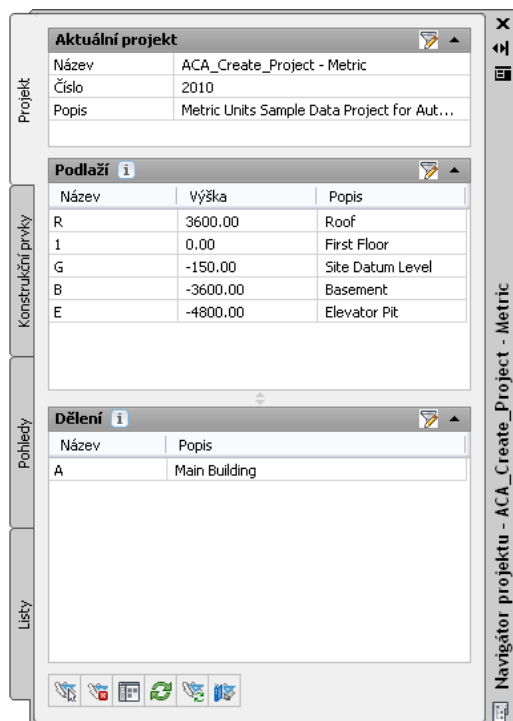 Aktuální projekt
Název ACA_Create_Project - Metric
Číslo 2010
Popis Metric Units Sample Data Project for Aut...
Podlaží i
Název Výška Popis
R 3600.00 Roof
1 0.00 First Floor
G -150.00 Site Datum Level
B -3600.00 Basement
E -4800.00 Elevator Pit
Dělení i
Název Popis
A Main Building
Projekt
Konstrukční prvky
Pohledy
Listy
Navigátor projektu - ACA_Create_Project - Metric